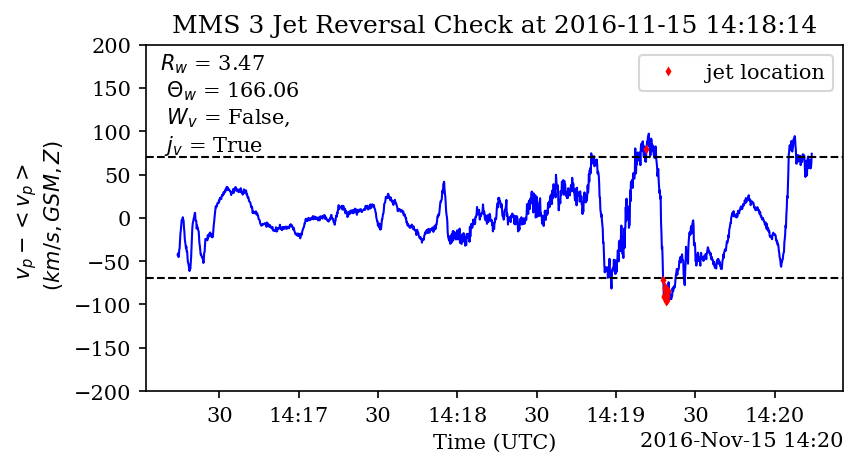 MMS 3 Jet Reversal Check at 2016-11-15 14:18:14
R_w = 3.47
Θ_w = 166.06
W_v = False,
j_v = True
jet location
v_p − < v_p >
(km/s, GSM, Z)
200
150
100
50
0
−50
−100
−150
−200
30 14:17 30 14:18 30 14:19 30 14:20
Time (UTC)
2016-Nov-15 14:20